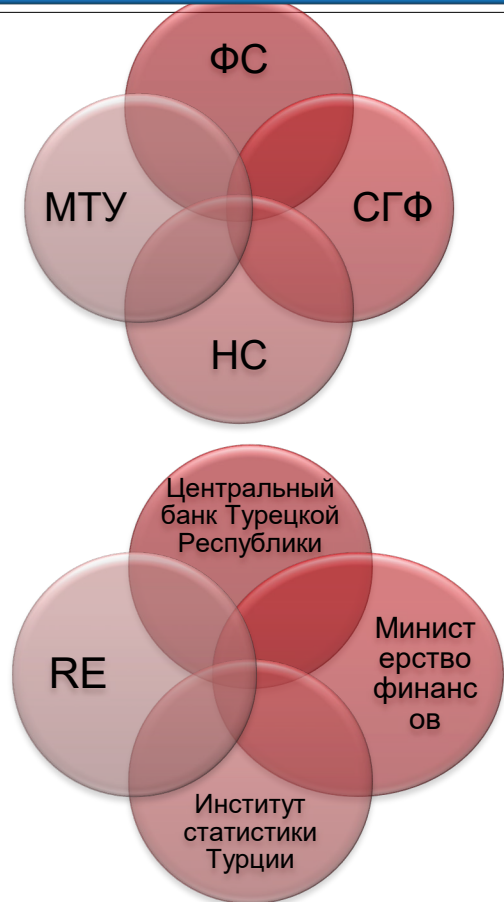 ФС
МТУ
СГФ
НС
Центральный
банк Турецкой
Республики
RE
Минист
ерство
финанс
ов
Институт
статистики
Турции